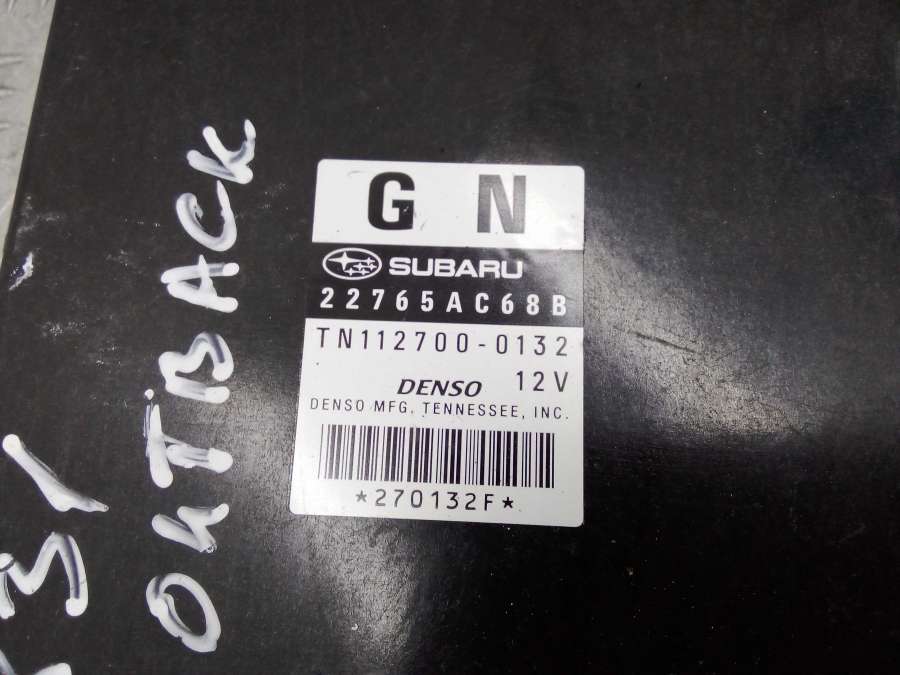 G N
SUBARU
22765AC68B
TN112700-0132
DENSO 12V
DENSO MFG. TENNESSEE, INC.
*270132F*
OUTBACK